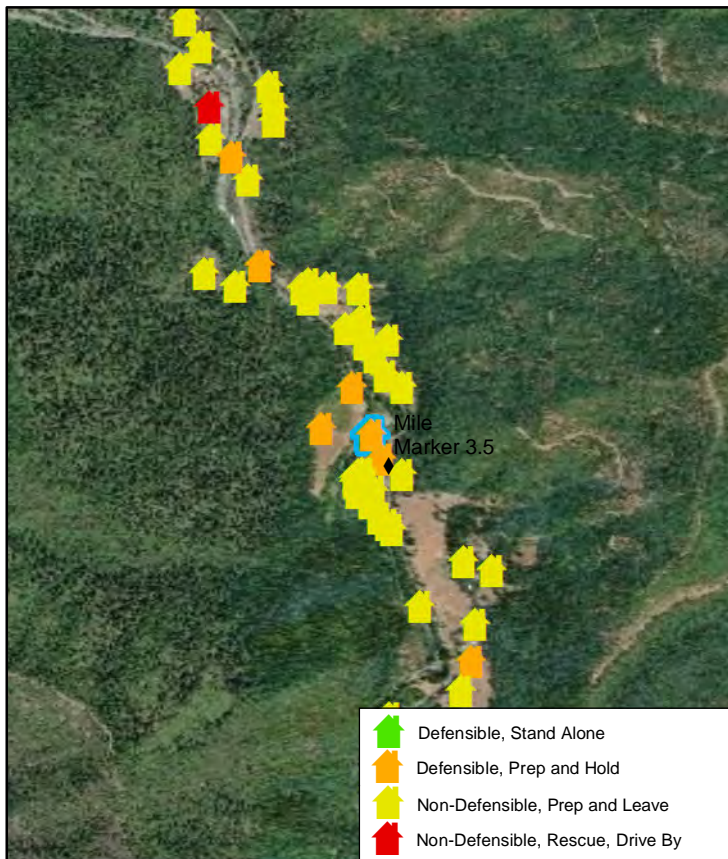 Mile
Marker 3.5
Defensible, Stand Alone
Defensible, Prep and Hold
Non-Defensible, Prep and Leave
Non-Defensible, Rescue, Drive By